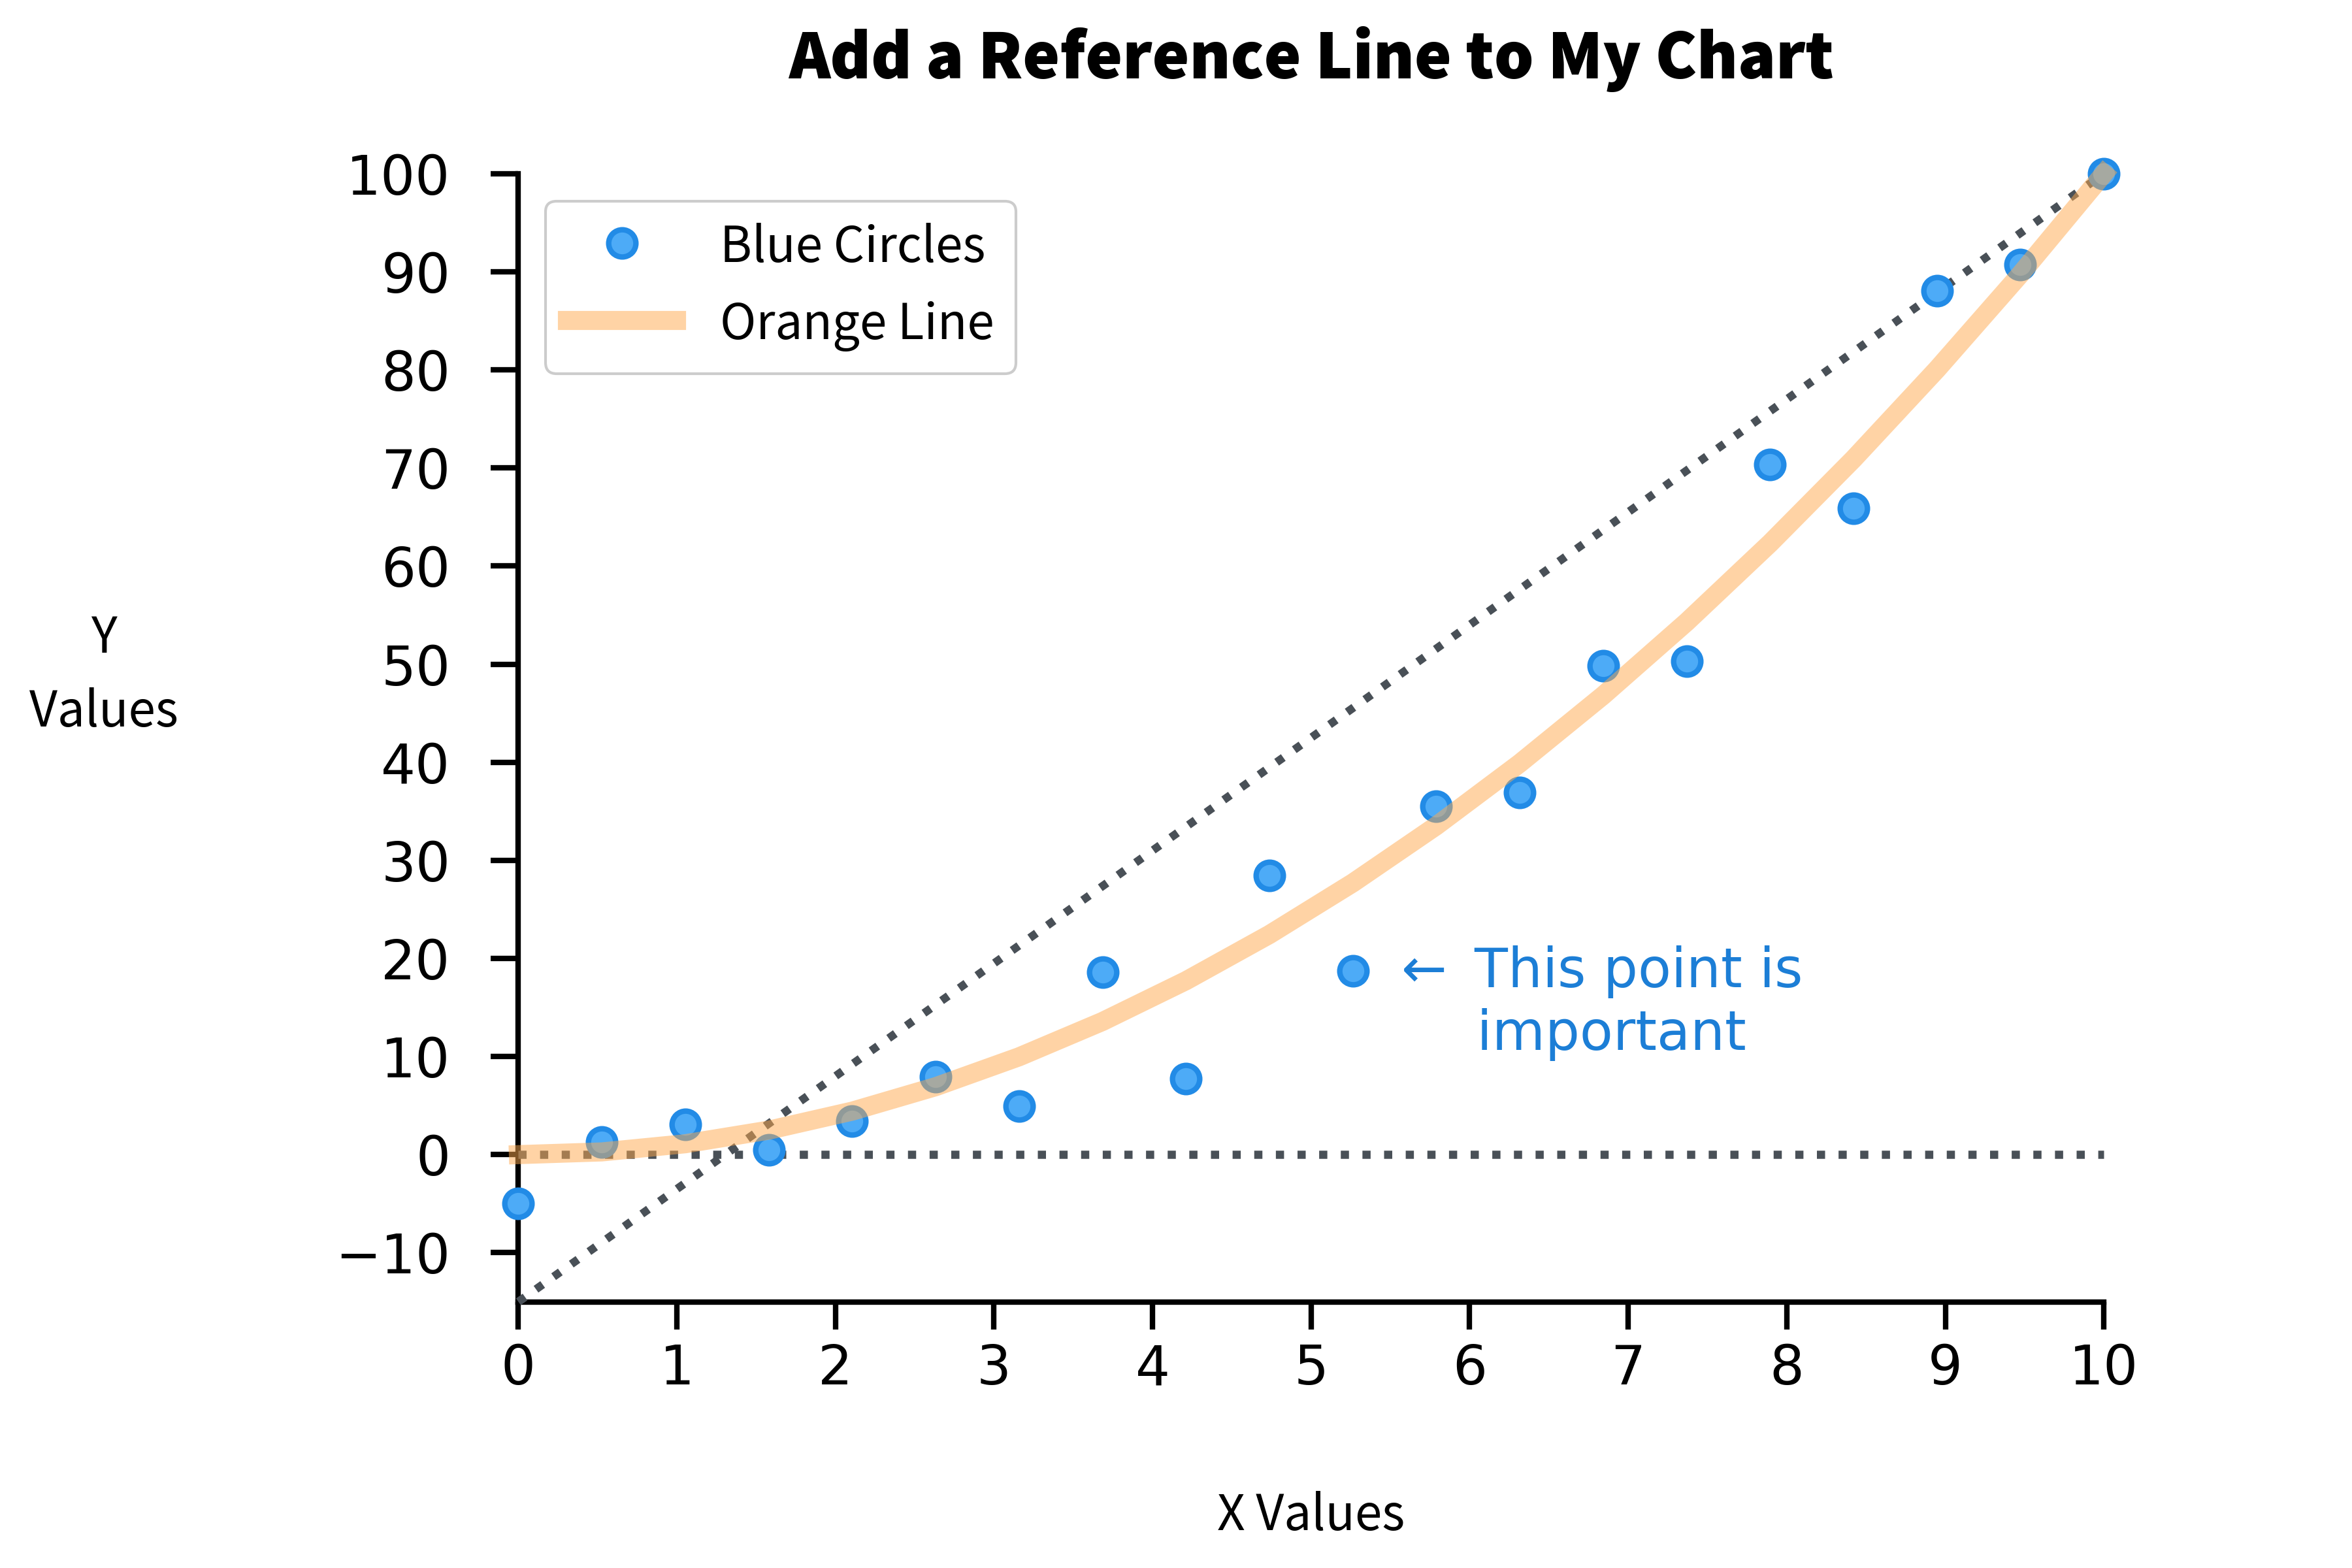 Add a Reference Line to My Chart
100
90
80
70
60
50
40
30
20
10
0
−10
Y
Values
Blue Circles
Orange Line
← This point is
important
0 1 2 3 4 5 6 7 8 9 10
X Values